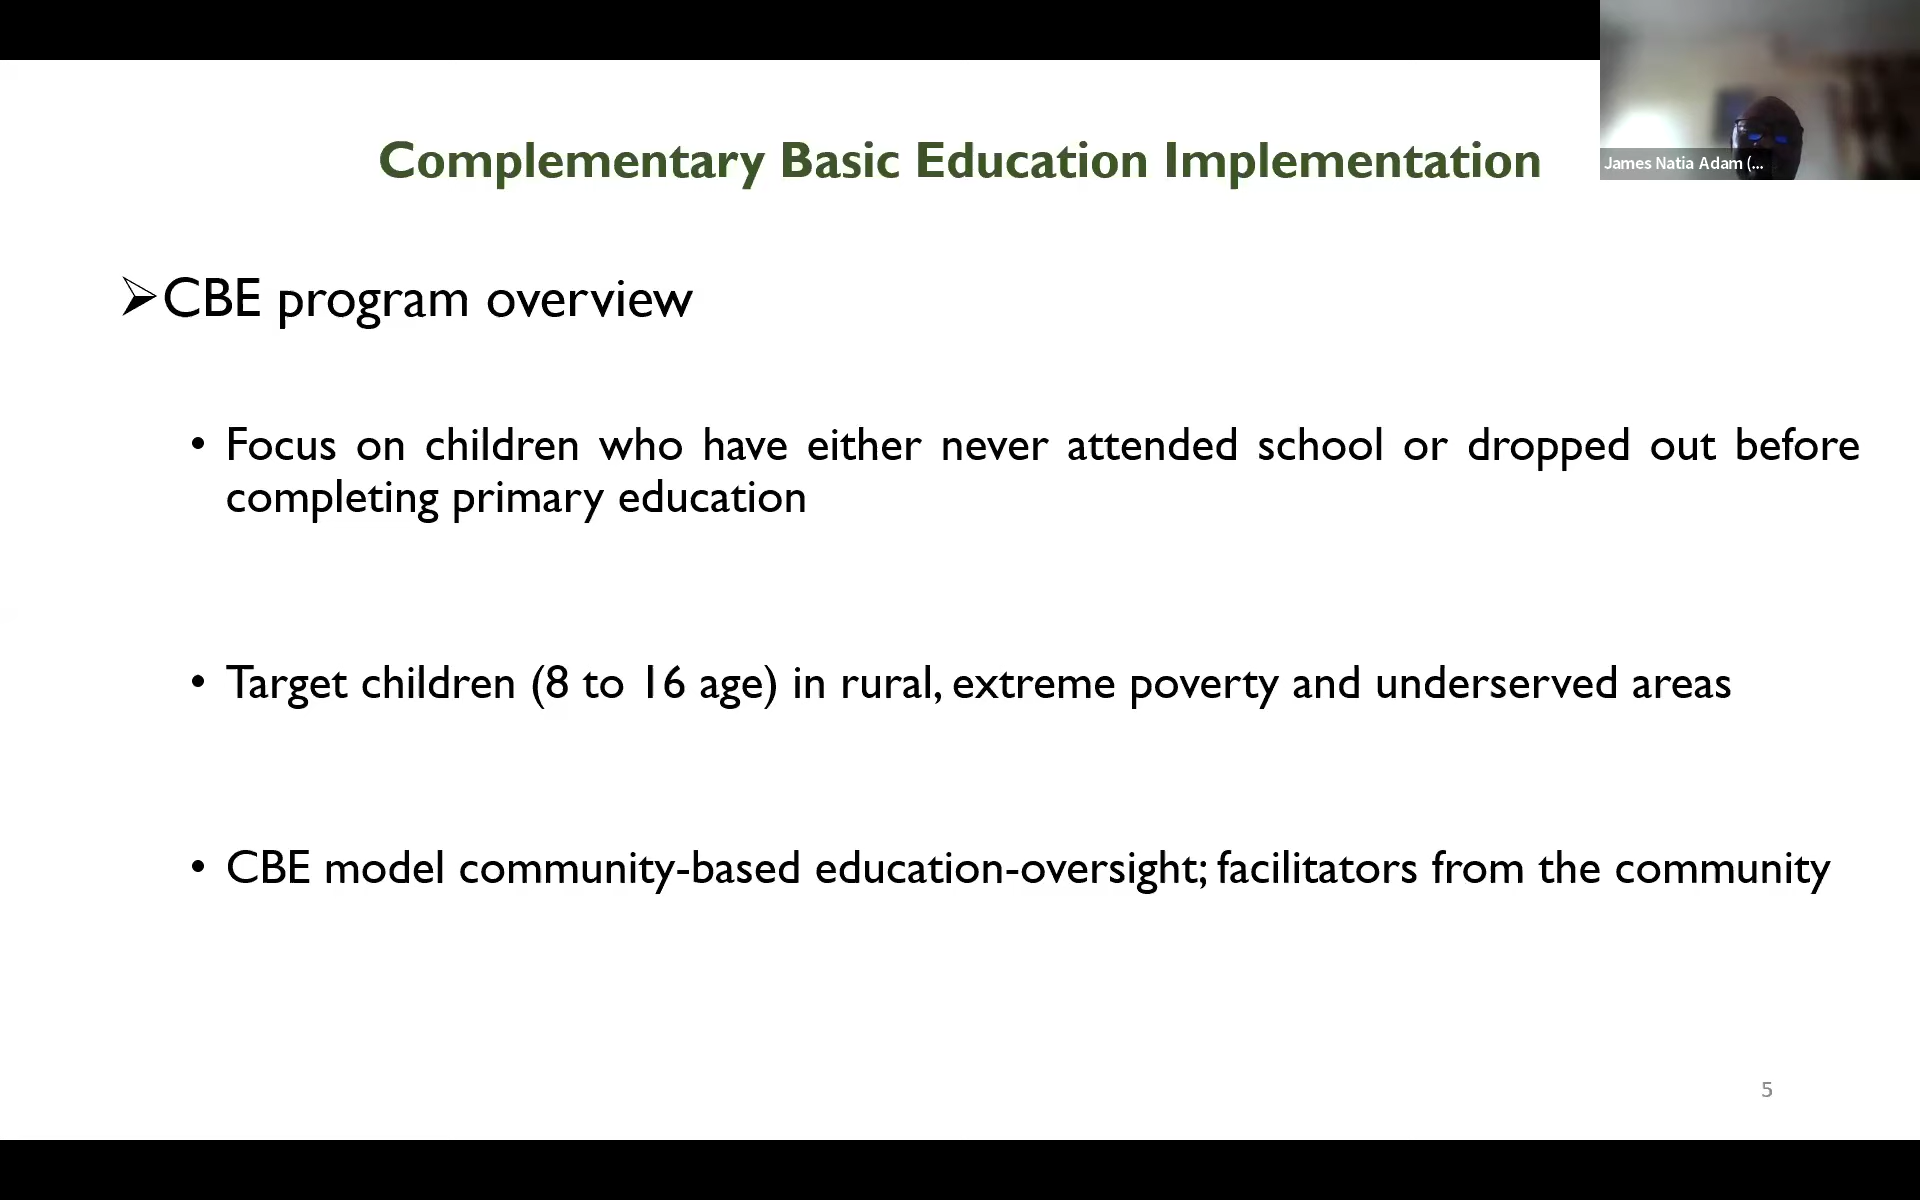 Complementary Basic Education Implementation
James Natia Adam (...
➢CBE program overview
• Focus on children who have either never attended school or dropped out before
completing primary education
• Target children (8 to 16 age) in rural, extreme poverty and underserved areas
• CBE model community-based education-oversight; facilitators from the community
5